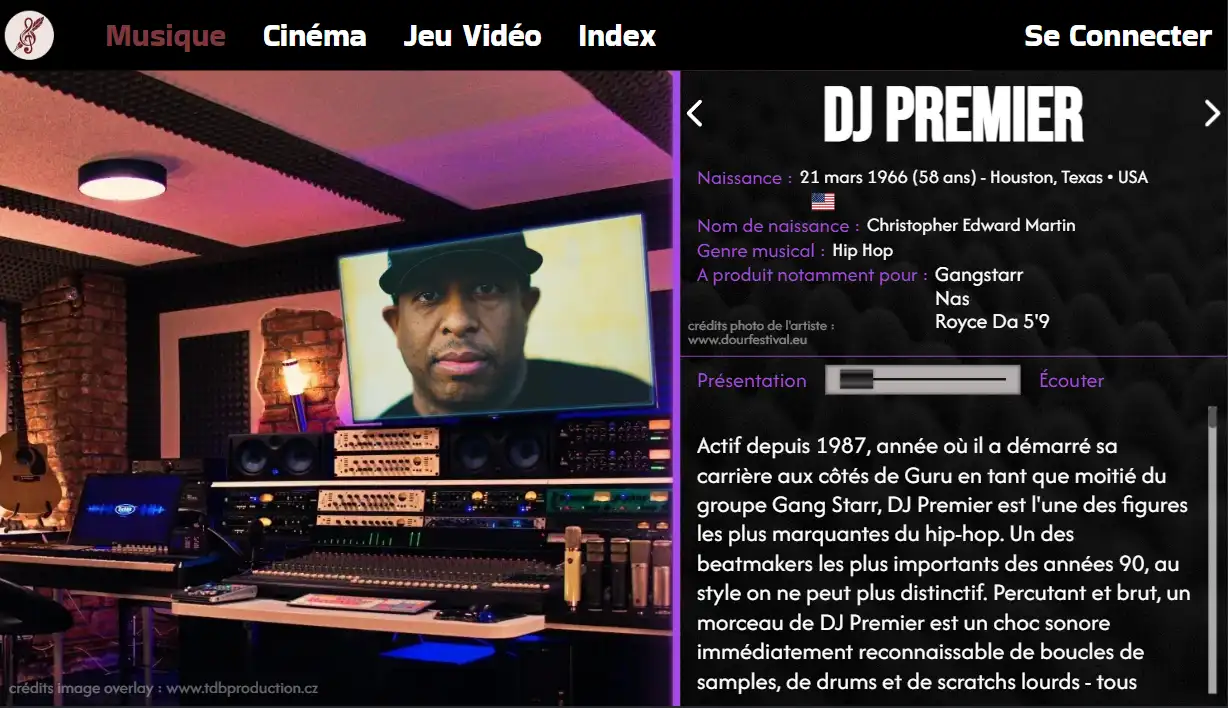 Musique
Cinéma
Jeu Vidéo
Index
Se Connecter
DJ PREMIER
Naissance : 21 mars 1966 (58 ans) - Houston, Texas • USA
Nom de naissance : Christopher Edward Martin
Genre musical : Hip Hop
A produit notamment pour : Gangstarr
Nas
Royce Da 5'9
crédits photo de l'artiste :
www.dourfestival.eu
Présentation
Écouter
Actif depuis 1987, année où il a démarré sa
carrière aux côtés de Guru en tant que moitié du
groupe Gang Starr, DJ Premier est l'une des figures
les plus marquantes du hip-hop. Un des
beatmakers les plus importants des années 90, au
style on ne peut plus distinctif. Percutant et brut, un
morceau de DJ Premier est un choc sonore
immédiatement reconnaissable de boucles de
samples, de drums et de scratchs lourds - tous
crédits image overlay : www.tdbproduction.cz